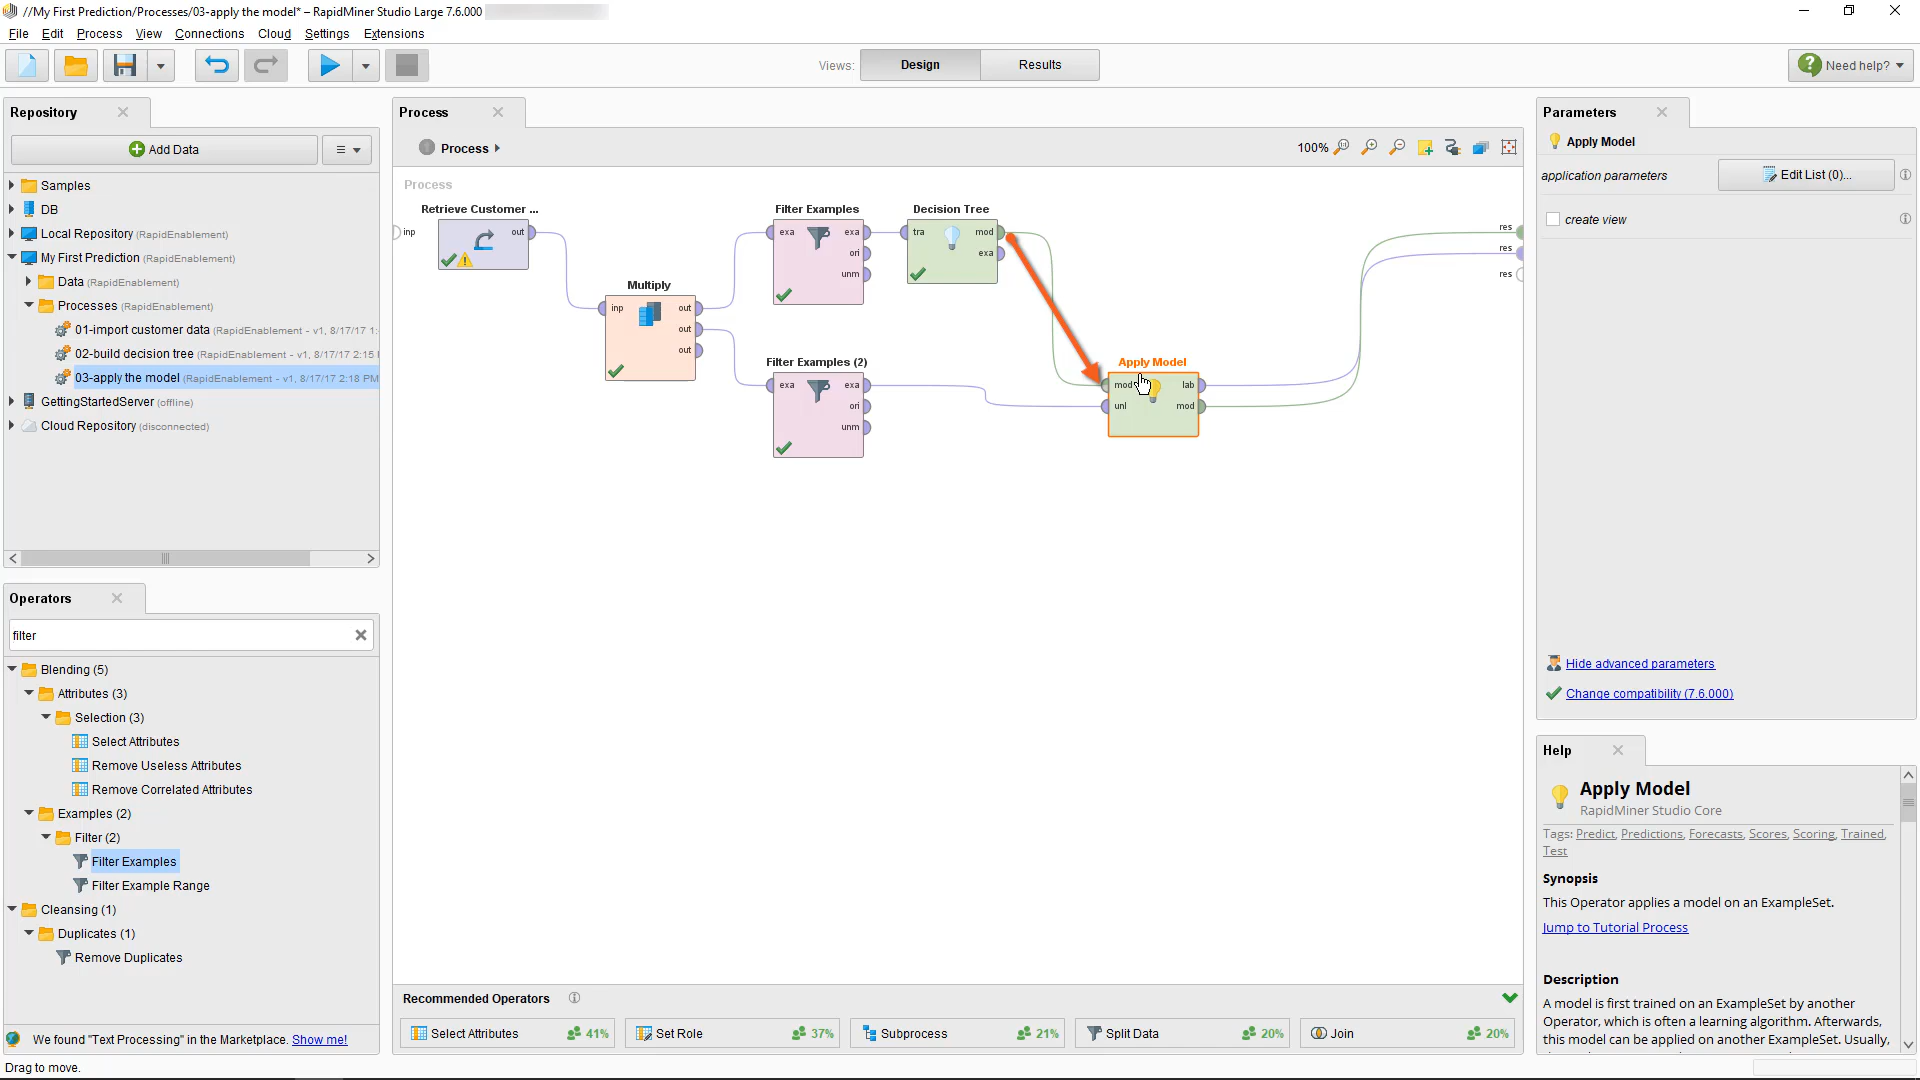 //My First Prediction/Processes/03-apply the model* – RapidMiner Studio Large 7.6.000
File Edit Process View Connections Cloud Settings Extensions
Views: Design Results
Need help?
Repository
Add Data
Samples
DB
Local Repository (RapidEnablement)
My First Prediction (RapidEnablement)
Data (RapidEnablement)
Processes (RapidEnablement)
01-import customer data (RapidEnablement - v1, 8/17/17 1:
02-build decision tree (RapidEnablement - v1, 8/17/17 2:15
03-apply the model (RapidEnablement - v1, 8/17/17 2:18 PM
GettingStartedServer (offline)
Cloud Repository (disconnected)
Operators
filter
Blending (5)
Attributes (3)
Selection (3)
Select Attributes
Remove Useless Attributes
Remove Correlated Attributes
Examples (2)
Filter (2)
Filter Examples
Filter Example Range
Cleansing (1)
Duplicates (1)
Remove Duplicates
We found "Text Processing" in the Marketplace. Show me!
Drag to move.
Process
Process
100%
Process
inp
Retrieve Customer ...
out
Multiply
inp out
out
out
Filter Examples
exa exa
ori
unm
Decision Tree
tra mod
exa
Filter Examples (2)
exa exa
ori
unm
Apply Model
mod lab
unl mod
res
res
res
Recommended Operators
Select Attributes 41%
Set Role 37%
Subprocess 21%
Split Data 20%
Join 20%
Parameters
Apply Model
application parameters Edit List (0)...
create view
Hide advanced parameters
Change compatibility (7.6.000)
Help
Apply Model
RapidMiner Studio Core
Tags: Predict, Predictions, Forecasts, Scores, Scoring, Trained,
Test
Synopsis
This Operator applies a model on an ExampleSet.
Jump to Tutorial Process
Description
A model is first trained on an ExampleSet by another
Operator, which is often a learning algorithm. Afterwards,
this model can be applied on another ExampleSet. Usually,